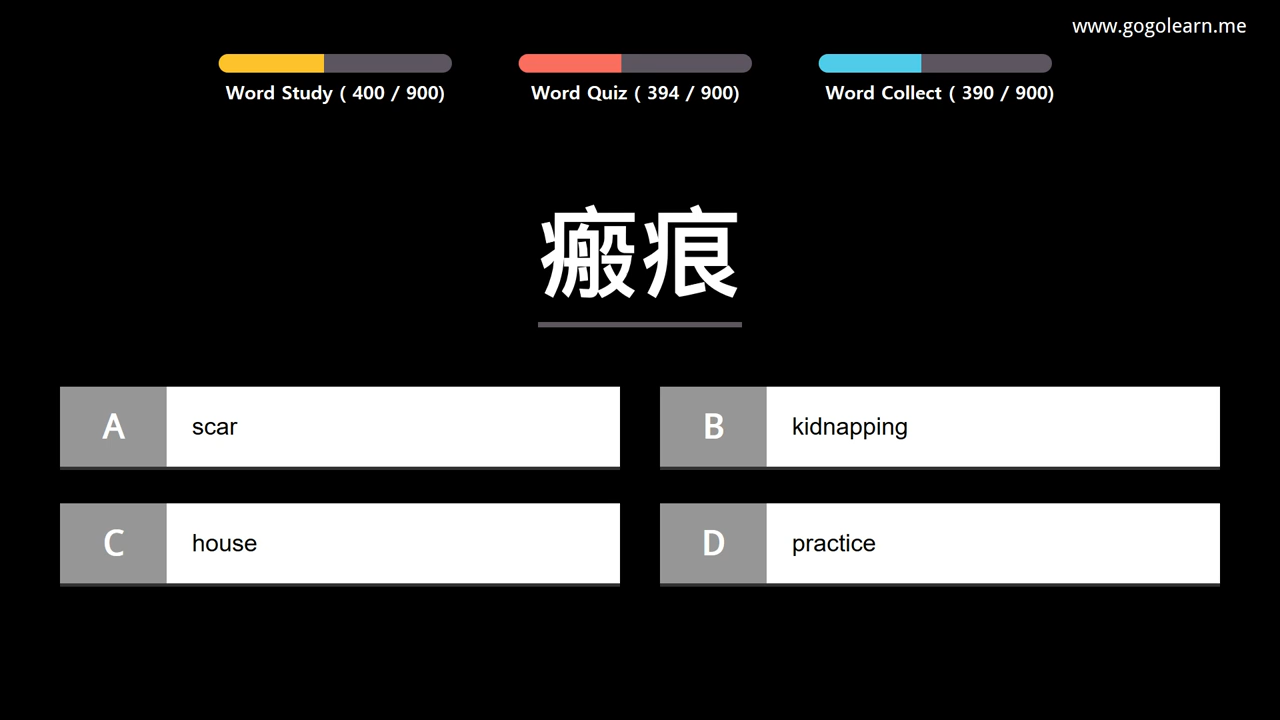 www.gogolearn.me
Word Study ( 400 / 900)
Word Quiz ( 394 / 900)
Word Collect ( 390 / 900)
瘢痕
A scar
B kidnapping
C house
D practice